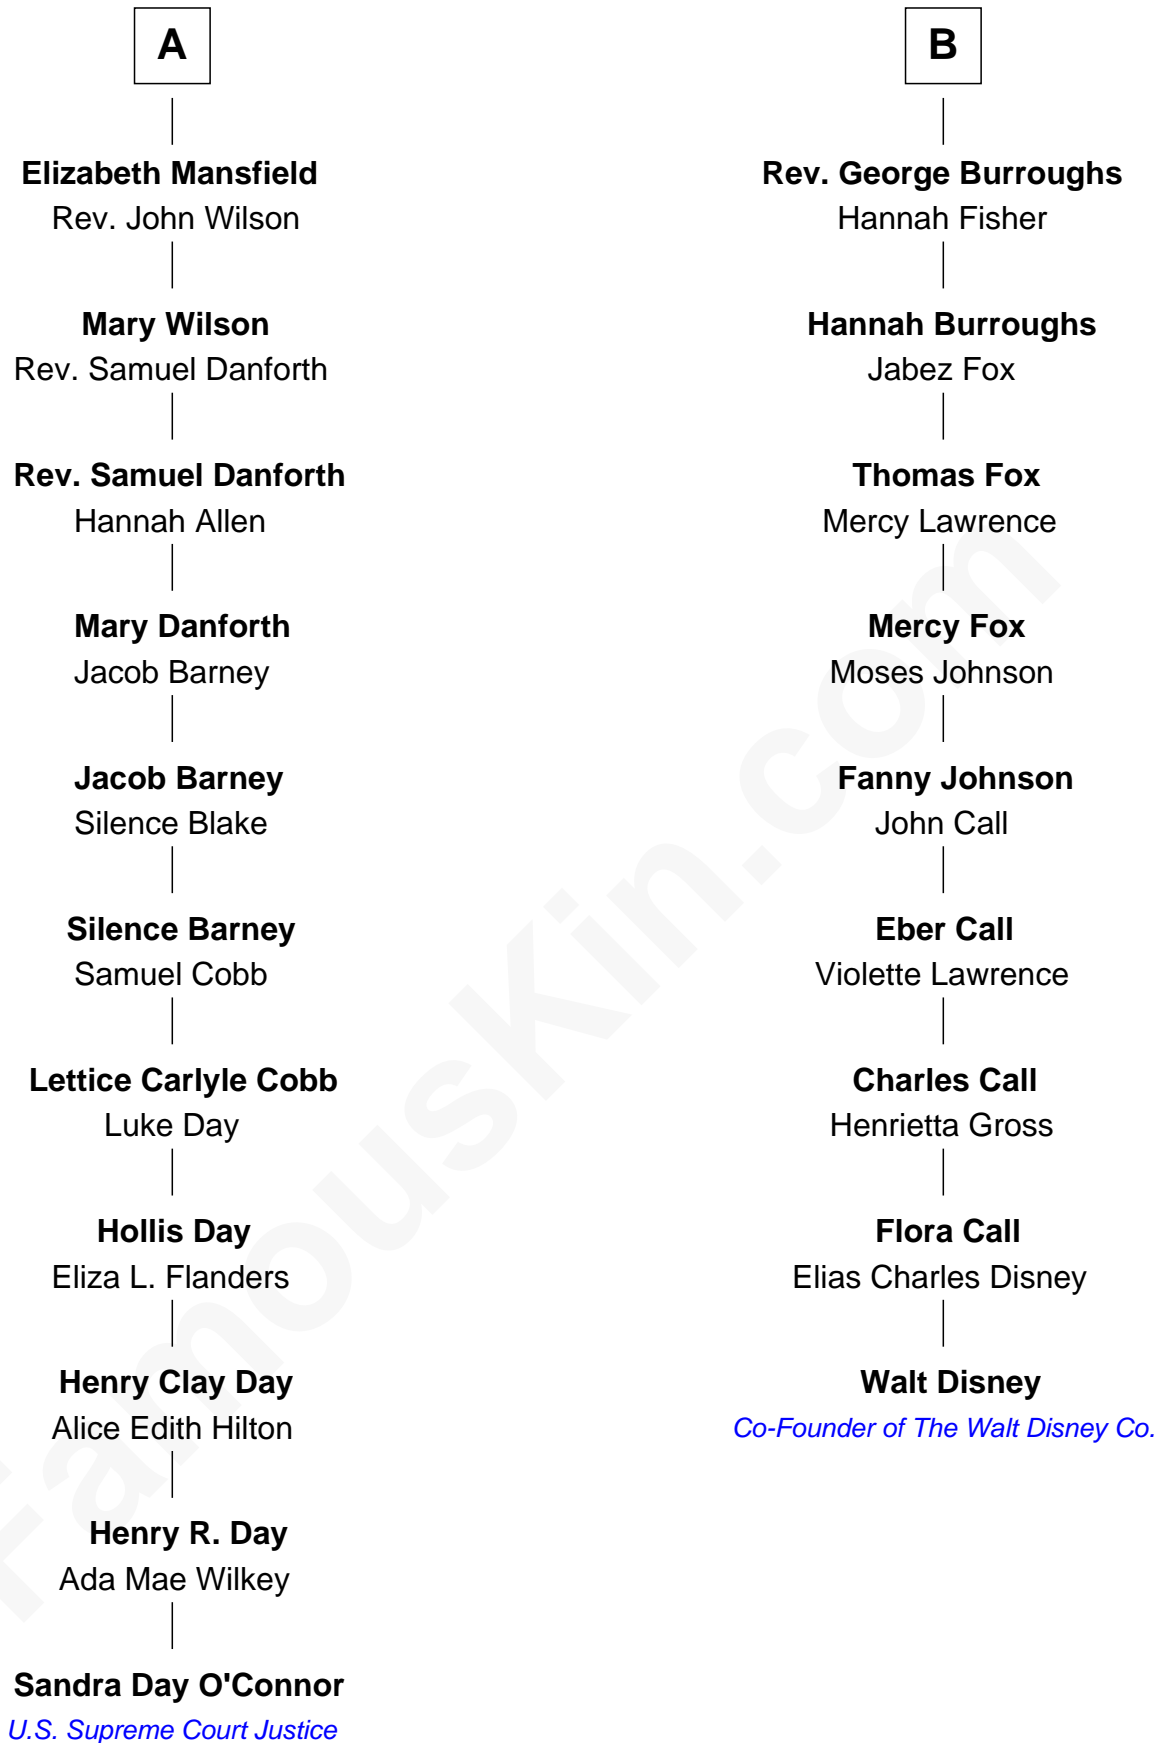 A
Elizabeth Mansfield
Rev. John Wilson
Mary Wilson
Rev. Samuel Danforth
Rev. Samuel Danforth
Hannah Allen
Mary Danforth
Jacob Barney
Jacob Barney
Silence Blake
Silence Barney
Samuel Cobb
Lettice Carlyle Cobb
Luke Day
Hollis Day
Eliza L. Flanders
Henry Clay Day
Alice Edith Hilton
Henry R. Day
Ada Mae Wilkey
Sandra Day O'Connor
U.S. Supreme Court Justice
B
Rev. George Burroughs
Hannah Fisher
Hannah Burroughs
Jabez Fox
Thomas Fox
Mercy Lawrence
Mercy Fox
Moses Johnson
Fanny Johnson
John Call
Eber Call
Violette Lawrence
Charles Call
Henrietta Gross
Flora Call
Elias Charles Disney
Walt Disney
Co-Founder of The Walt Disney Co.
FamousKin.com